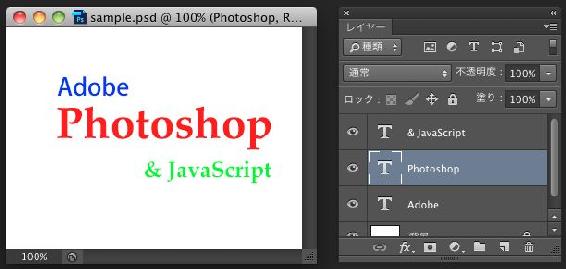 sample.psd @ 100% (Photoshop, R...
Adobe
Photoshop
& JavaScript
100%
レイヤー
種類
通常
不透明度: 100%
ロック:
塗り: 100%
& JavaScript
Photoshop
Adobe